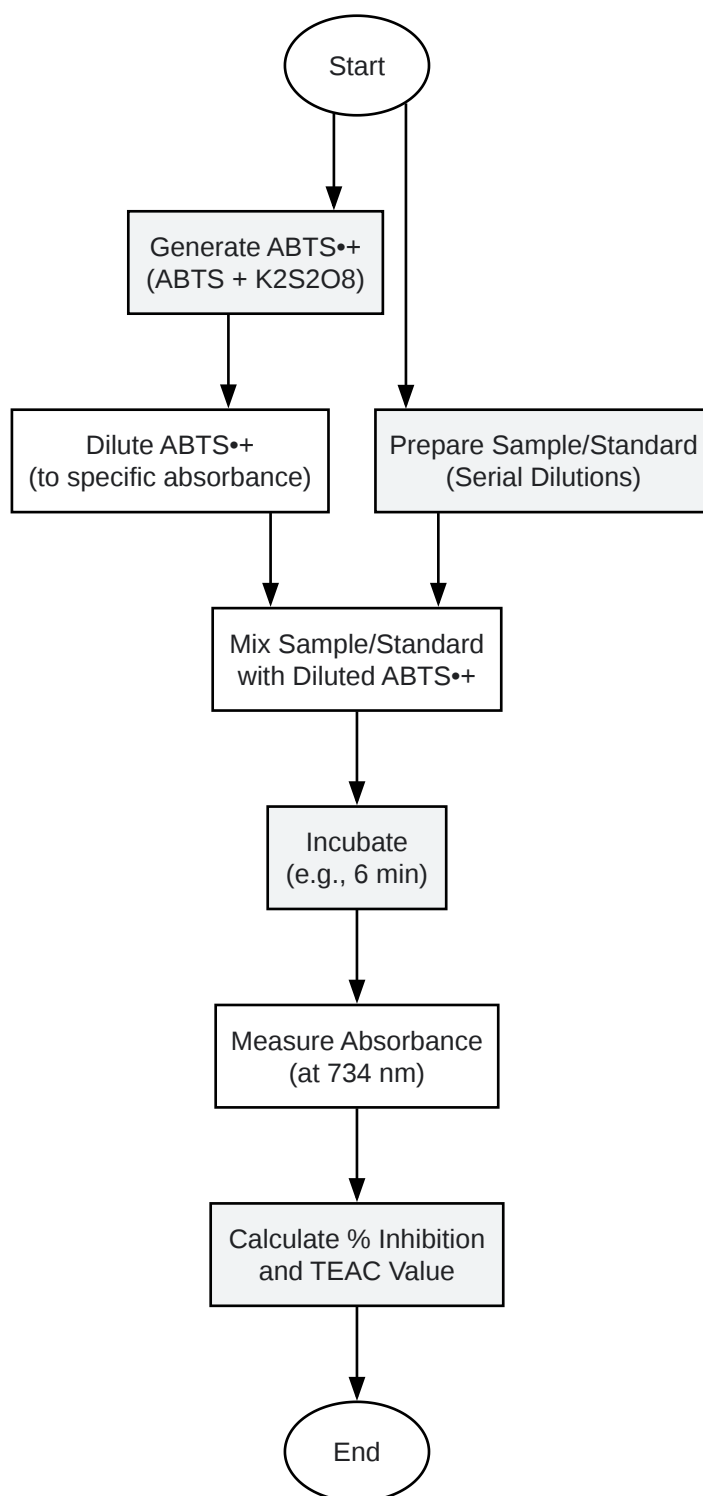 Start
Generate ABTS•+
(ABTS + K2S2O8)
Dilute ABTS•+
(to specific absorbance)
Prepare Sample/Standard
(Serial Dilutions)
Mix Sample/Standard
with Diluted ABTS•+
Incubate
(e.g., 6 min)
Measure Absorbance
(at 734 nm)
Calculate % Inhibition
and TEAC Value
End